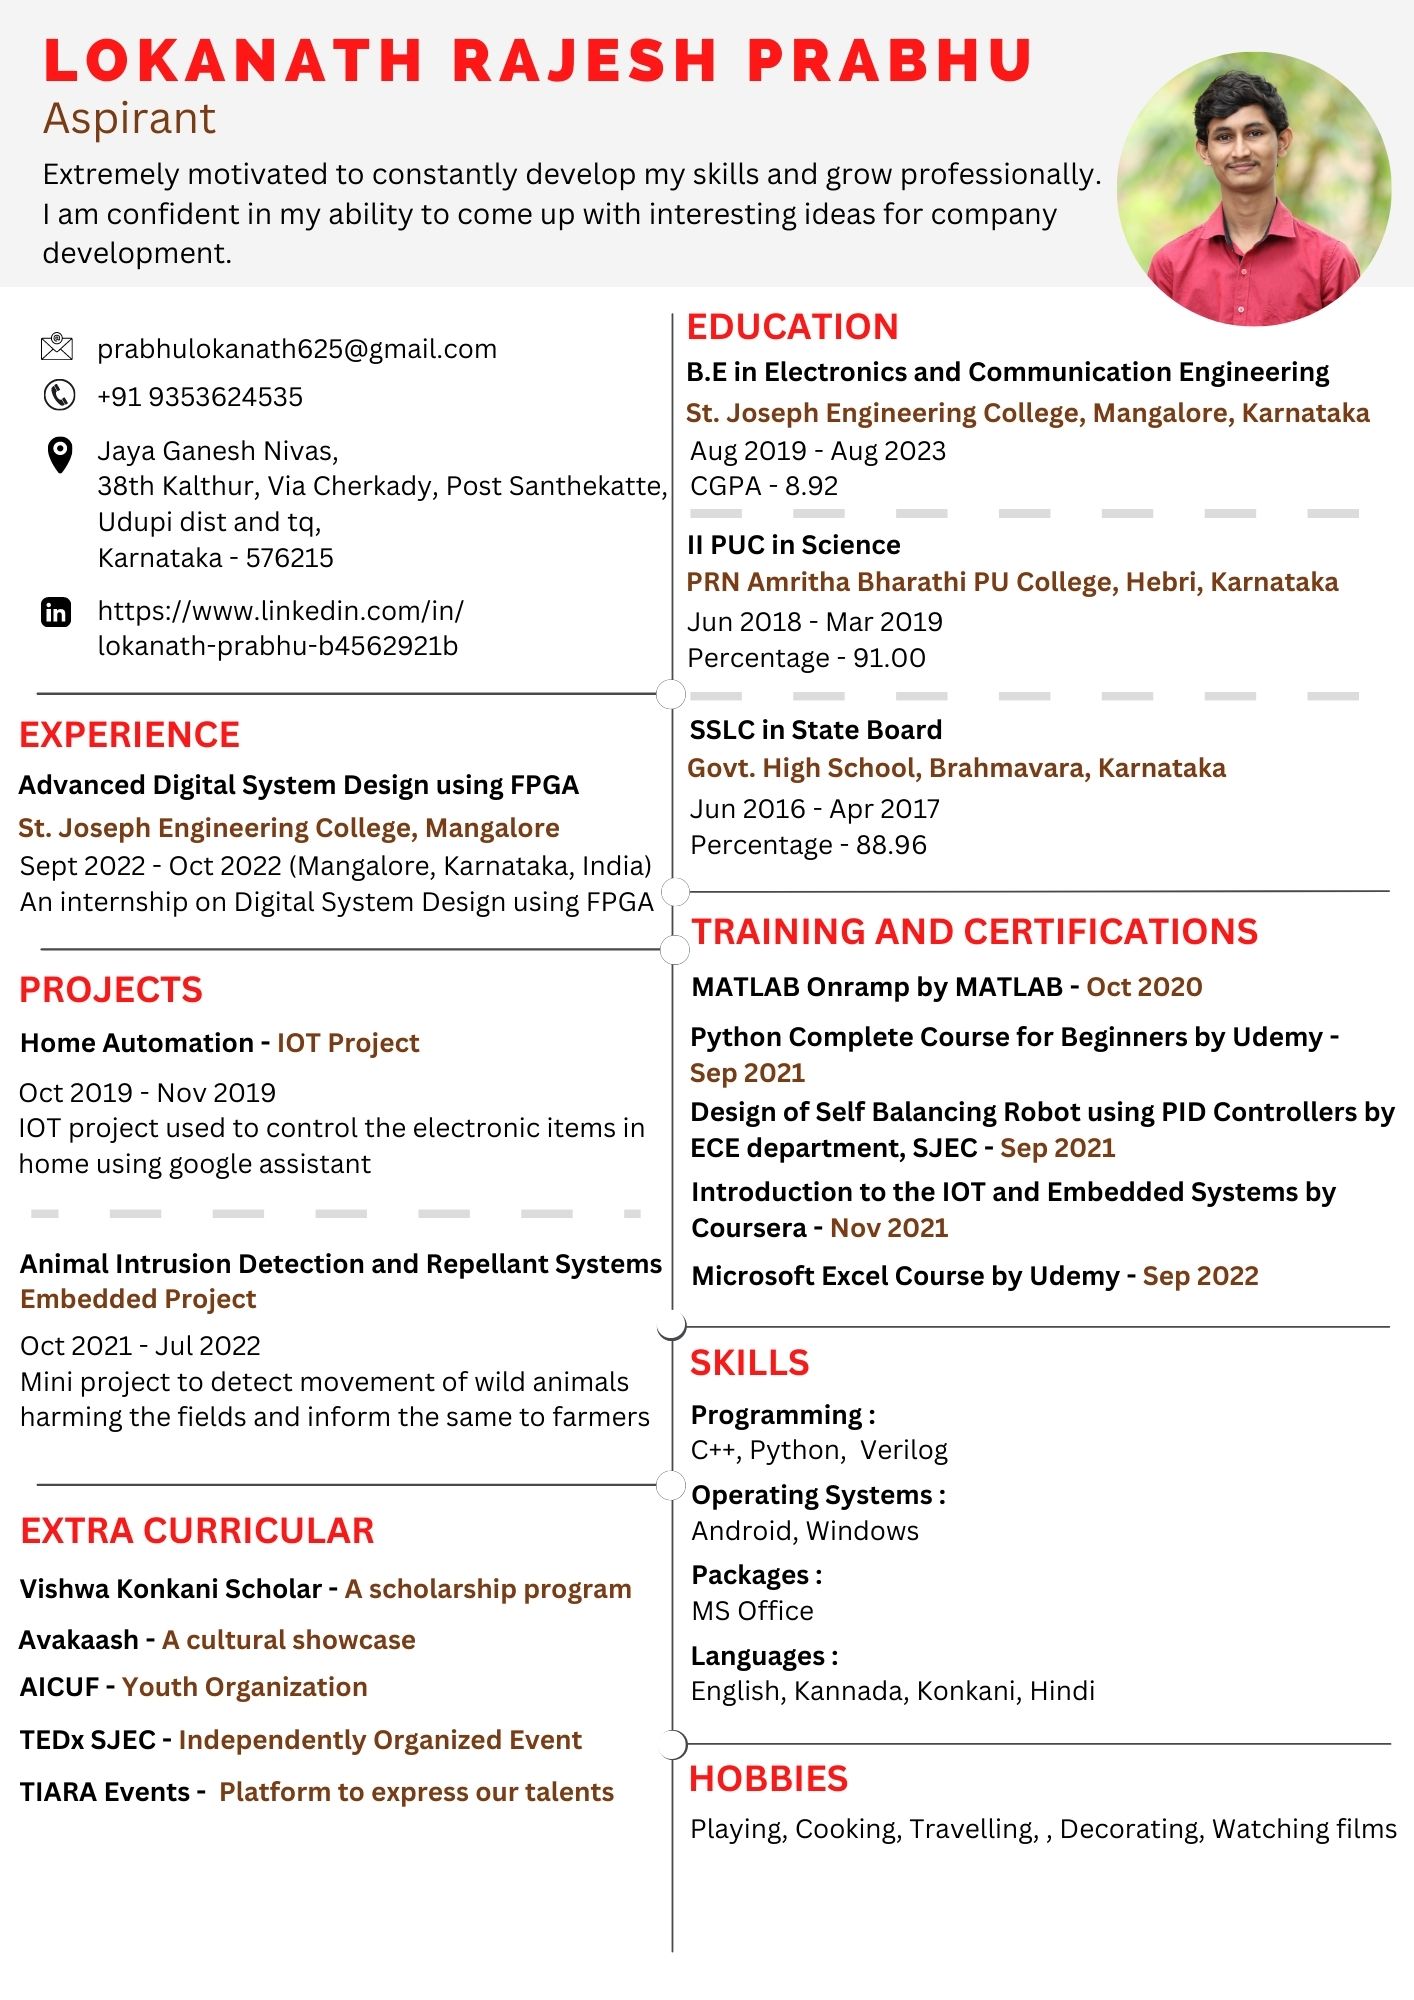 LOKANATH RAJESH PRABHU
Aspirant
Extremely motivated to constantly develop my skills and grow professionally.
I am confident in my ability to come up with interesting ideas for company
development.
prabhulokanath625@gmail.com
+91 9353624535
Jaya Ganesh Nivas,
38th Kalthur, Via Cherkady, Post Santhekatte,
Udupi dist and tq,
Karnataka - 576215
in
https://www.linkedin.com/in/
lokanath-prabhu-b4562921b
EXPERIENCE
Advanced Digital System Design using FPGA
St. Joseph Engineering College, Mangalore
Sept 2022 - Oct 2022 (Mangalore, Karnataka, India)
An internship on Digital System Design using FPGA
PROJECTS
Home Automation - IOT Project
Oct 2019 - Nov 2019
IOT project used to control the electronic items in
home using google assistant
Animal Intrusion Detection and Repellant Systems
Embedded Project
Oct 2021 - Jul 2022
Mini project to detect movement of wild animals
harming the fields and inform the same to farmers
EXTRA CURRICULAR
Vishwa Konkani Scholar - A scholarship program
Avakaash - A cultural showcase
AICUF - Youth Organization
TEDx SJEC - Independently Organized Event
TIARA Events -  Platform to express our talents
EDUCATION
B.E in Electronics and Communication Engineering
St. Joseph Engineering College, Mangalore, Karnataka
Aug 2019 - Aug 2023
CGPA - 8.92
II PUC in Science
PRN Amritha Bharathi PU College, Hebri, Karnataka
Jun 2018 - Mar 2019
Percentage - 91.00
SSLC in State Board
Govt. High School, Brahmavara, Karnataka
Jun 2016 - Apr 2017
Percentage - 88.96
TRAINING AND CERTIFICATIONS
MATLAB Onramp by MATLAB - Oct 2020
Python Complete Course for Beginners by Udemy -
Sep 2021
Design of Self Balancing Robot using PID Controllers by
ECE department, SJEC - Sep 2021
Introduction to the IOT and Embedded Systems by
Coursera - Nov 2021
Microsoft Excel Course by Udemy - Sep 2022
SKILLS
Programming :
C++, Python,  Verilog
Operating Systems :
Android, Windows
Packages :
MS Office
Languages :
English, Kannada, Konkani, Hindi
HOBBIES
Playing, Cooking, Travelling, , Decorating, Watching films